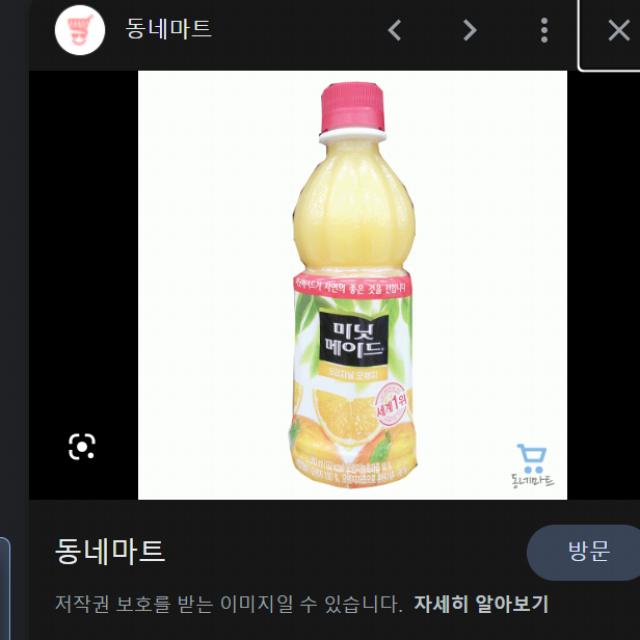 동네마트
미닛
메이드
세계1위
동네마트
동네마트
방문
저작권 보호를 받는 이미지일 수 있습니다. 자세히 알아보기